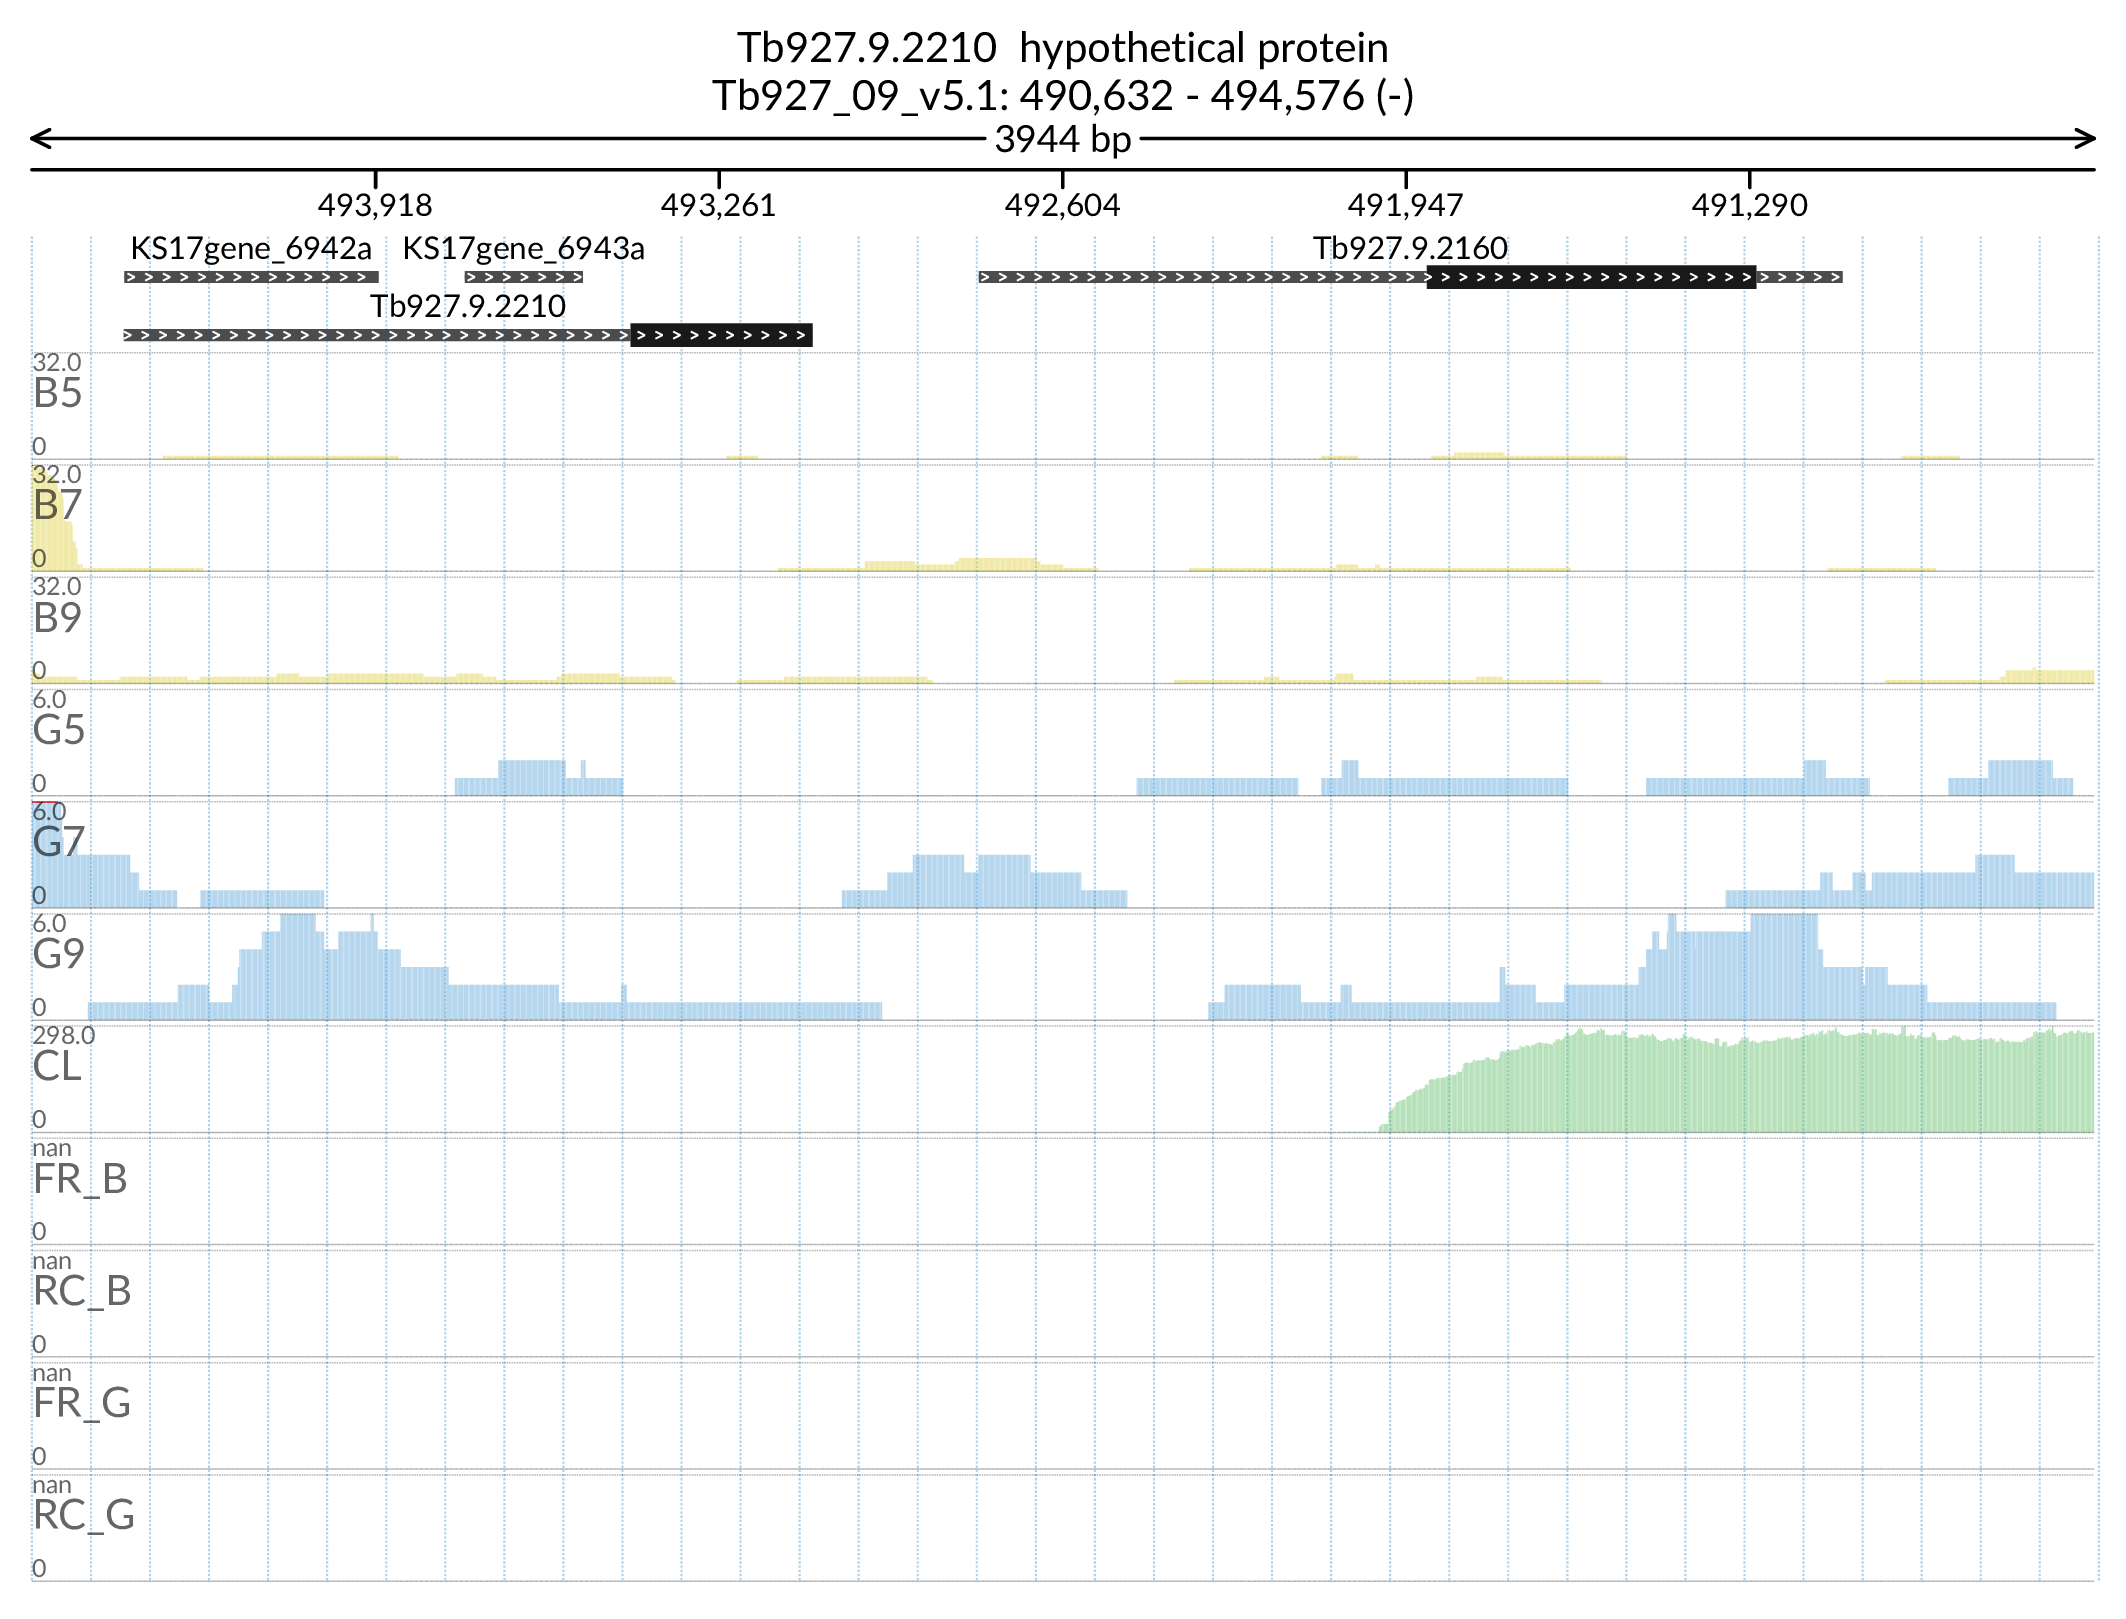 Tb927.9.2210 hypothetical protein
Tb927_09_v5.1: 490,632 - 494,576 (-)
3944 bp
493,918 493,261 492,604 491,947 491,290
KS17gene_6942a KS17gene_6943a Tb927.9.2160
Tb927.9.2210
32.0
B5
0
32.0
B7
0
32.0
B9
0
6.0
G5
0
6.0
G7
0
6.0
G9
0
298.0
CL
0
nan
FR_B
0
nan
RC_B
0
nan
FR_G
0
nan
RC_G
0